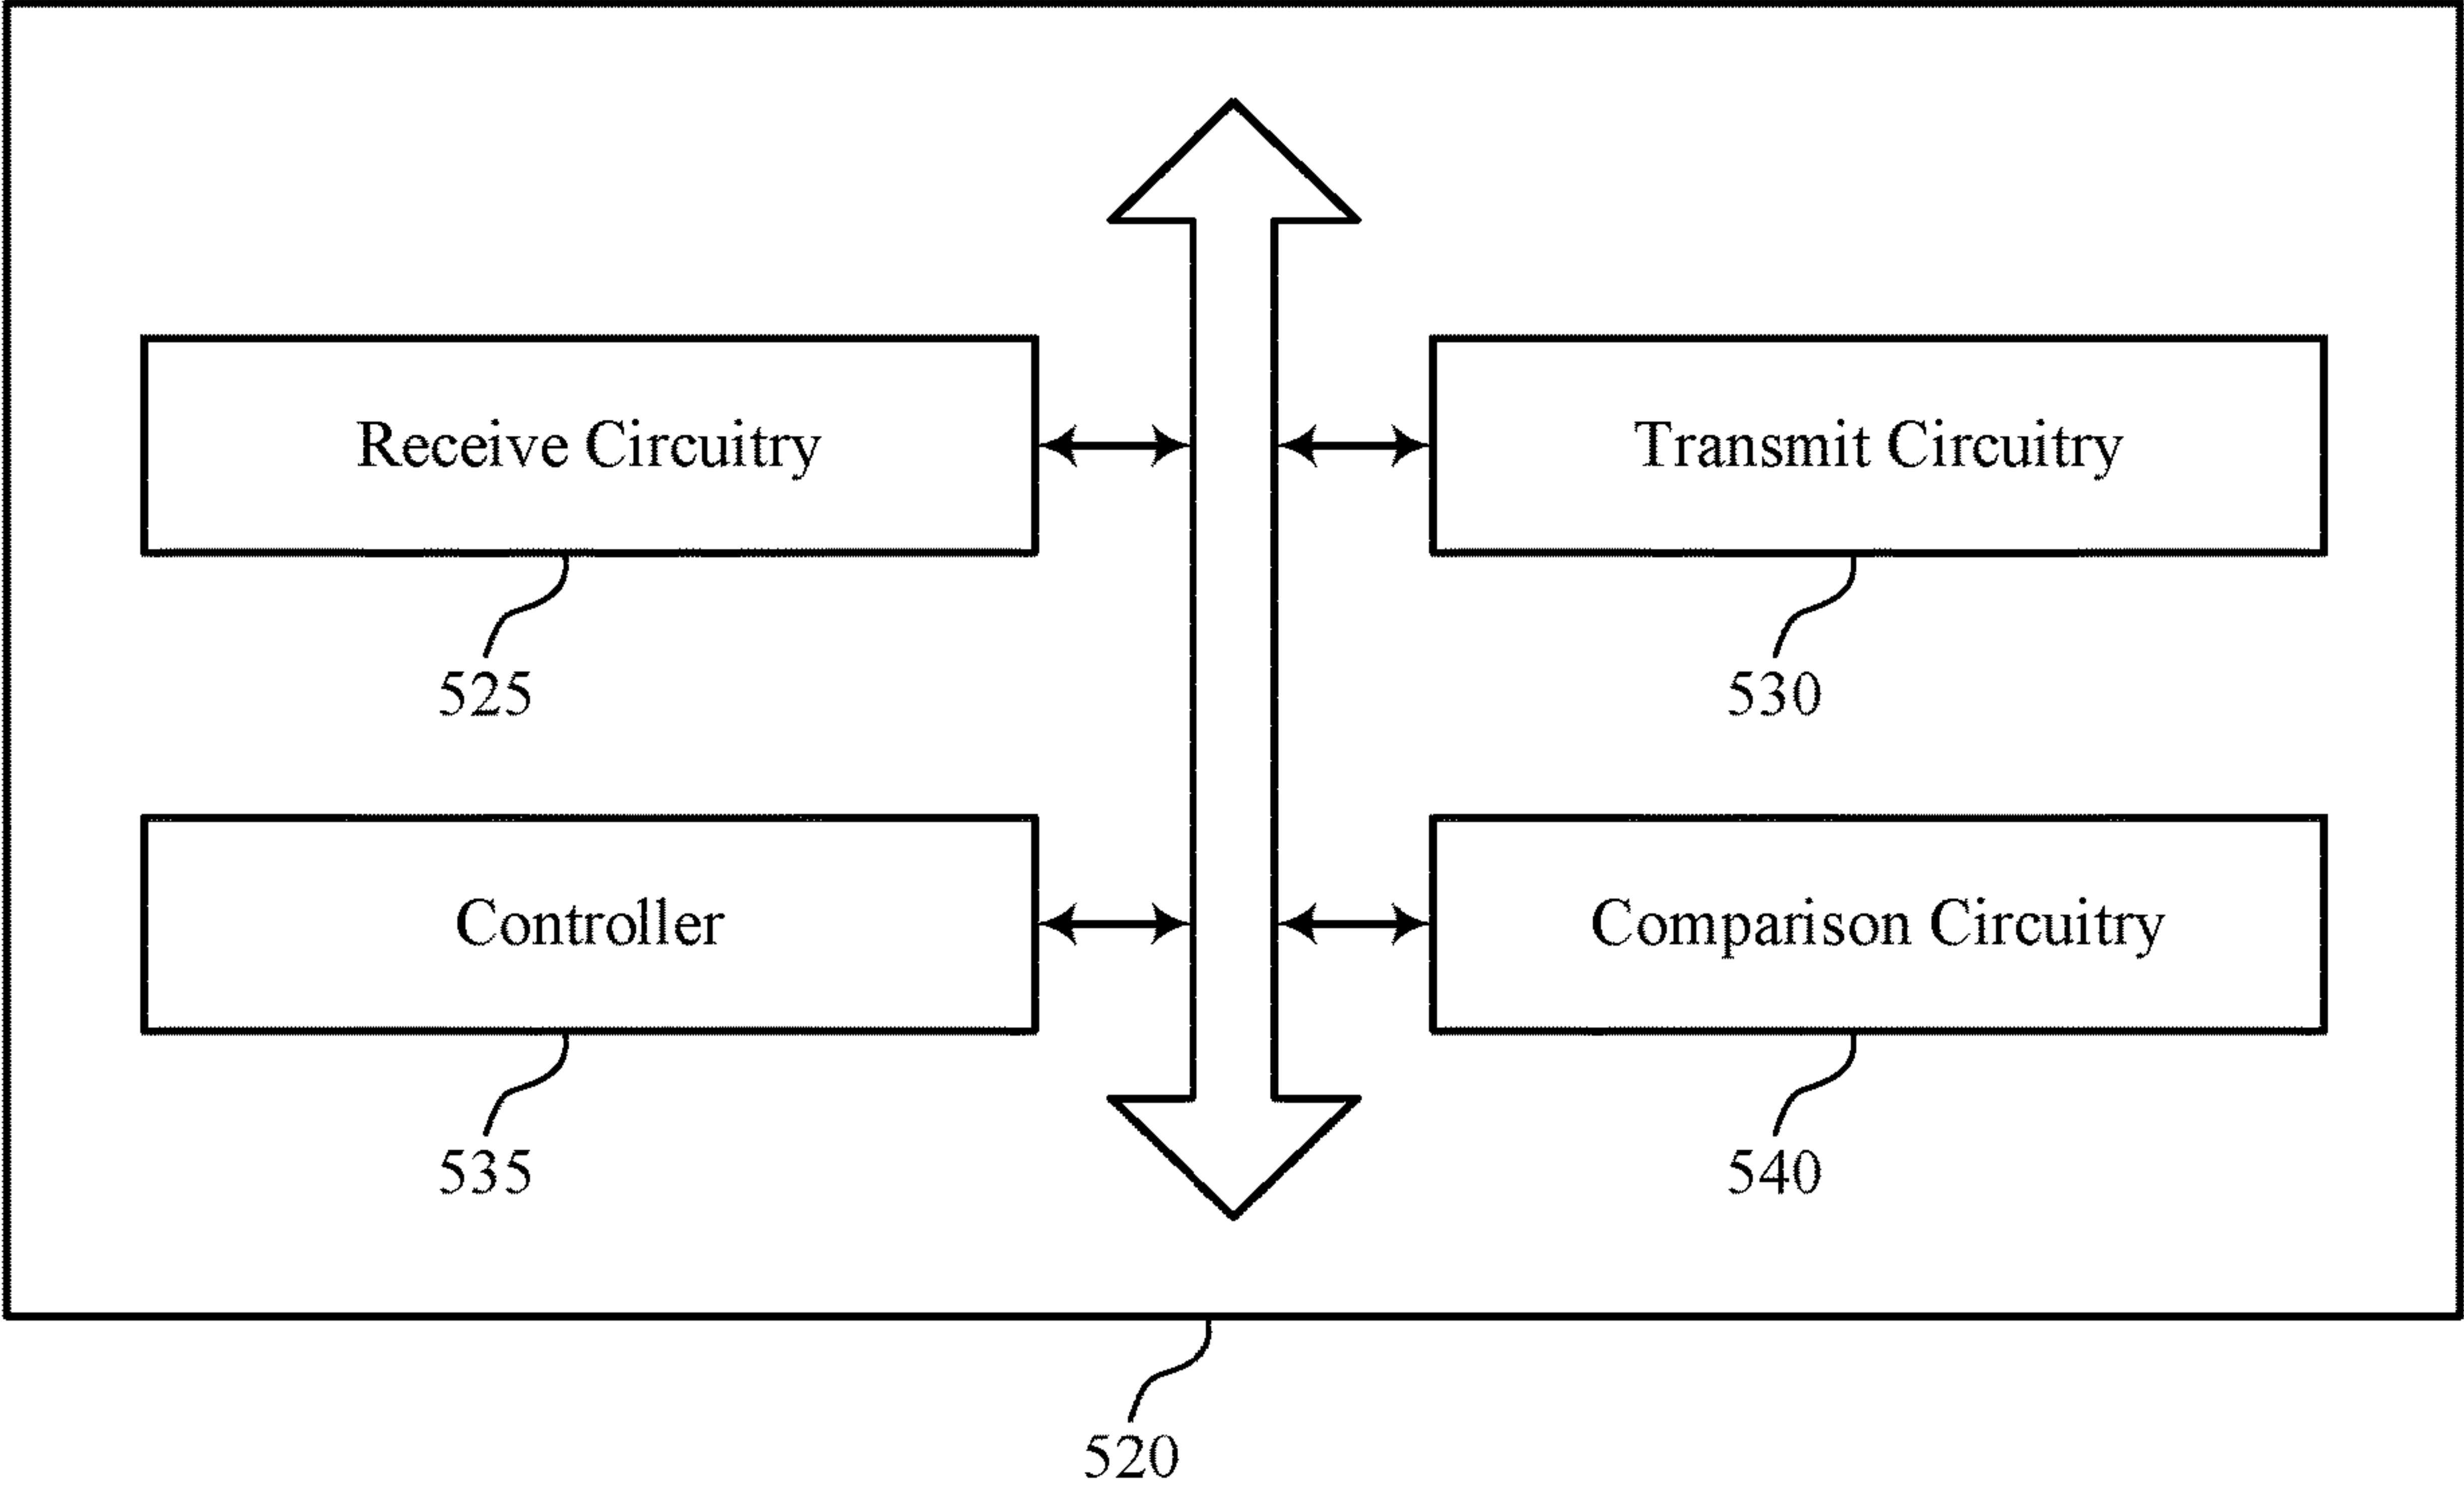 Receive Circuitry
Transmit Circuitry
525
530
Controller
Comparison Circuitry
535
540
520